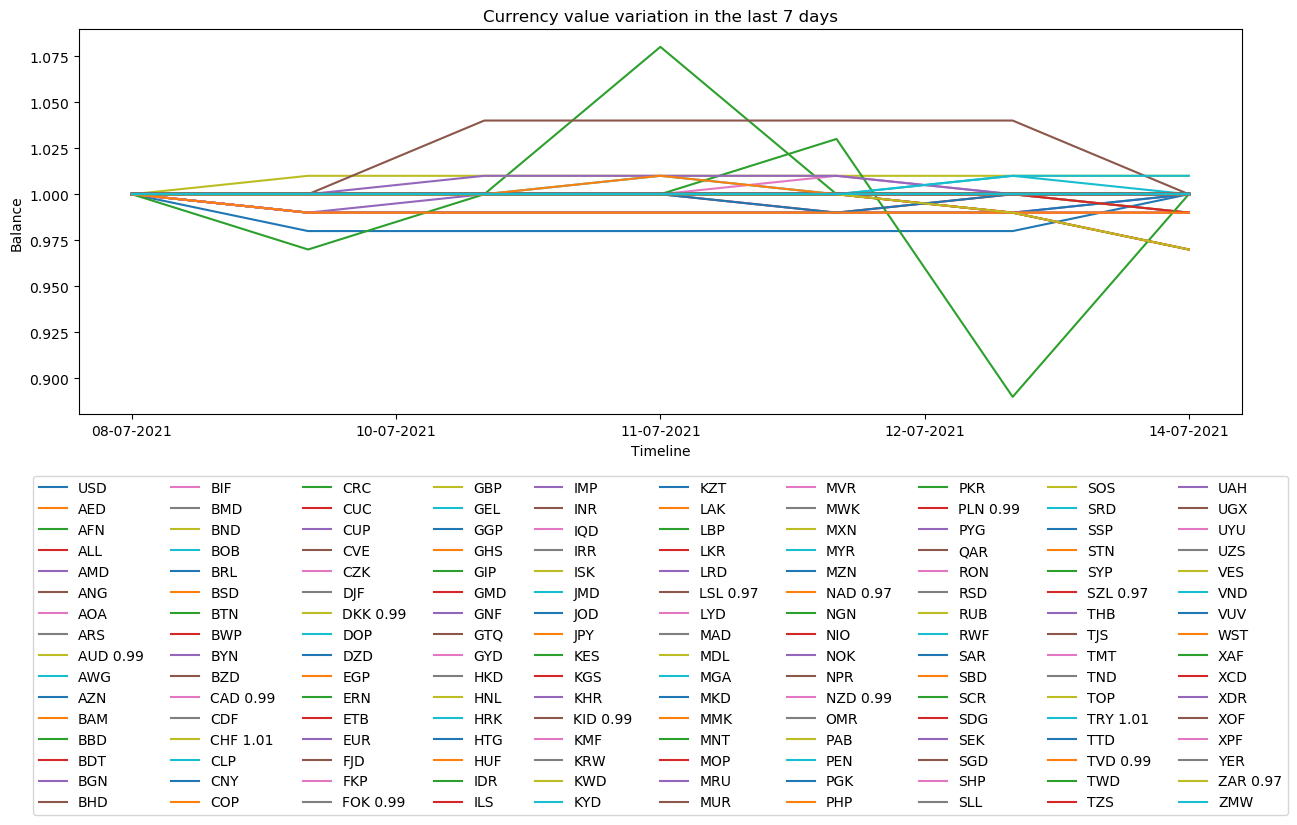 Currency value variation in the last 7 days
Balance
1.075
1.050
1.025
1.000
0.975
0.950
0.925
0.900
08-07-2021 10-07-2021 11-07-2021 12-07-2021 14-07-2021
Timeline
USD BIF CRC GBP IMP KZT MVR PKR SOS UAH
AED BMD CUC GEL INR LAK MWK PLN 0.99 SRD UGX
AFN BND CUP GGP IQD LBP MXN PYG SSP UYU
ALL BOB CVE GHS IRR LKR MYR QAR STN UZS
AMD BRL CZK GIP ISK LRD MZN RON SYP VES
ANG BSD DJF GMD JMD LSL 0.97 NAD 0.97 RSD SZL 0.97 VND
AOA BTN DKK 0.99 GNF JOD LYD NGN RUB THB VUV
ARS BWP DOP GTQ JPY MAD NIO RWF TJS WST
AUD 0.99 BYN DZD GYD KES MDL NOK SAR TMT XAF
AWG BZD EGP HKD KGS MGA NPR SBD TND XCD
AZN CAD 0.99 ERN HNL KHR MKD NZD 0.99 SCR TOP XDR
BAM CDF ETB HRK KID 0.99 MMK OMR SDG TRY 1.01 XOF
BBD CHF 1.01 EUR HTG KMF MNT PAB SEK TTD XPF
BDT CLP FJD HUF KRW MOP PEN SGD TVD 0.99 YER
BGN CNY FKP IDR KWD MRU PGK SHP TWD ZAR 0.97
BHD COP FOK 0.99 ILS KYD MUR PHP SLL TZS ZMW